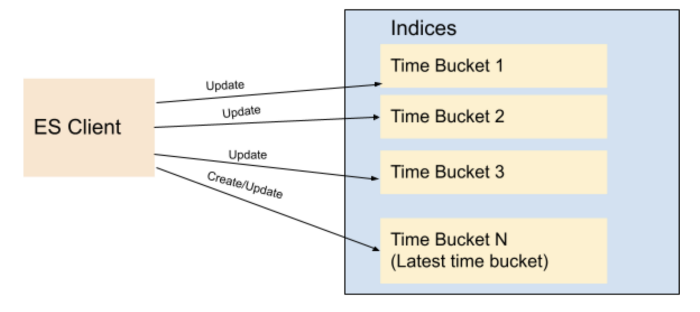 Indices
Time Bucket 1
Update
Update
Time Bucket 2
ES Client
Update
Time Bucket 3
Create/Update
Time Bucket N
(Latest time bucket)